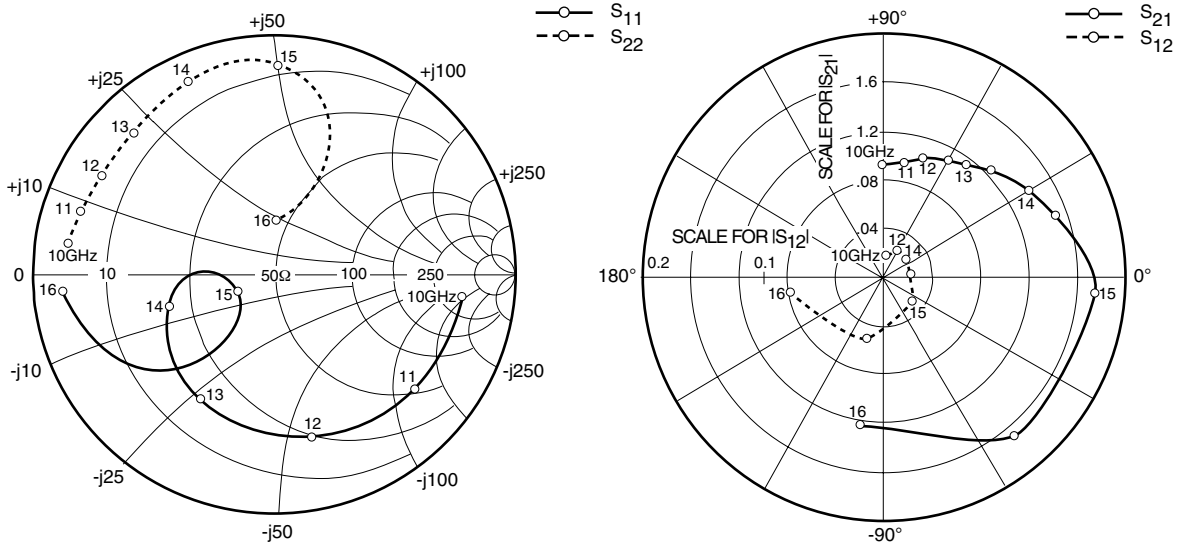 S11
S22
+j50
15
14
+j25
+j100
13
12
+j10
+j250
11
10GHz
16
0
10
50Ω
100
250
16
15
10GHz
14
-j10
-j250
11
13
12
-j25
-j100
-j50
S21
S12
+90°
SCALE FOR |S21|
1.6
1.2
10GHz
11
12
13
.08
14
.04
SCALE FOR |S12|
12
10GHz
14
180°
0.2
0.1
0°
16
15
15
16
-90°